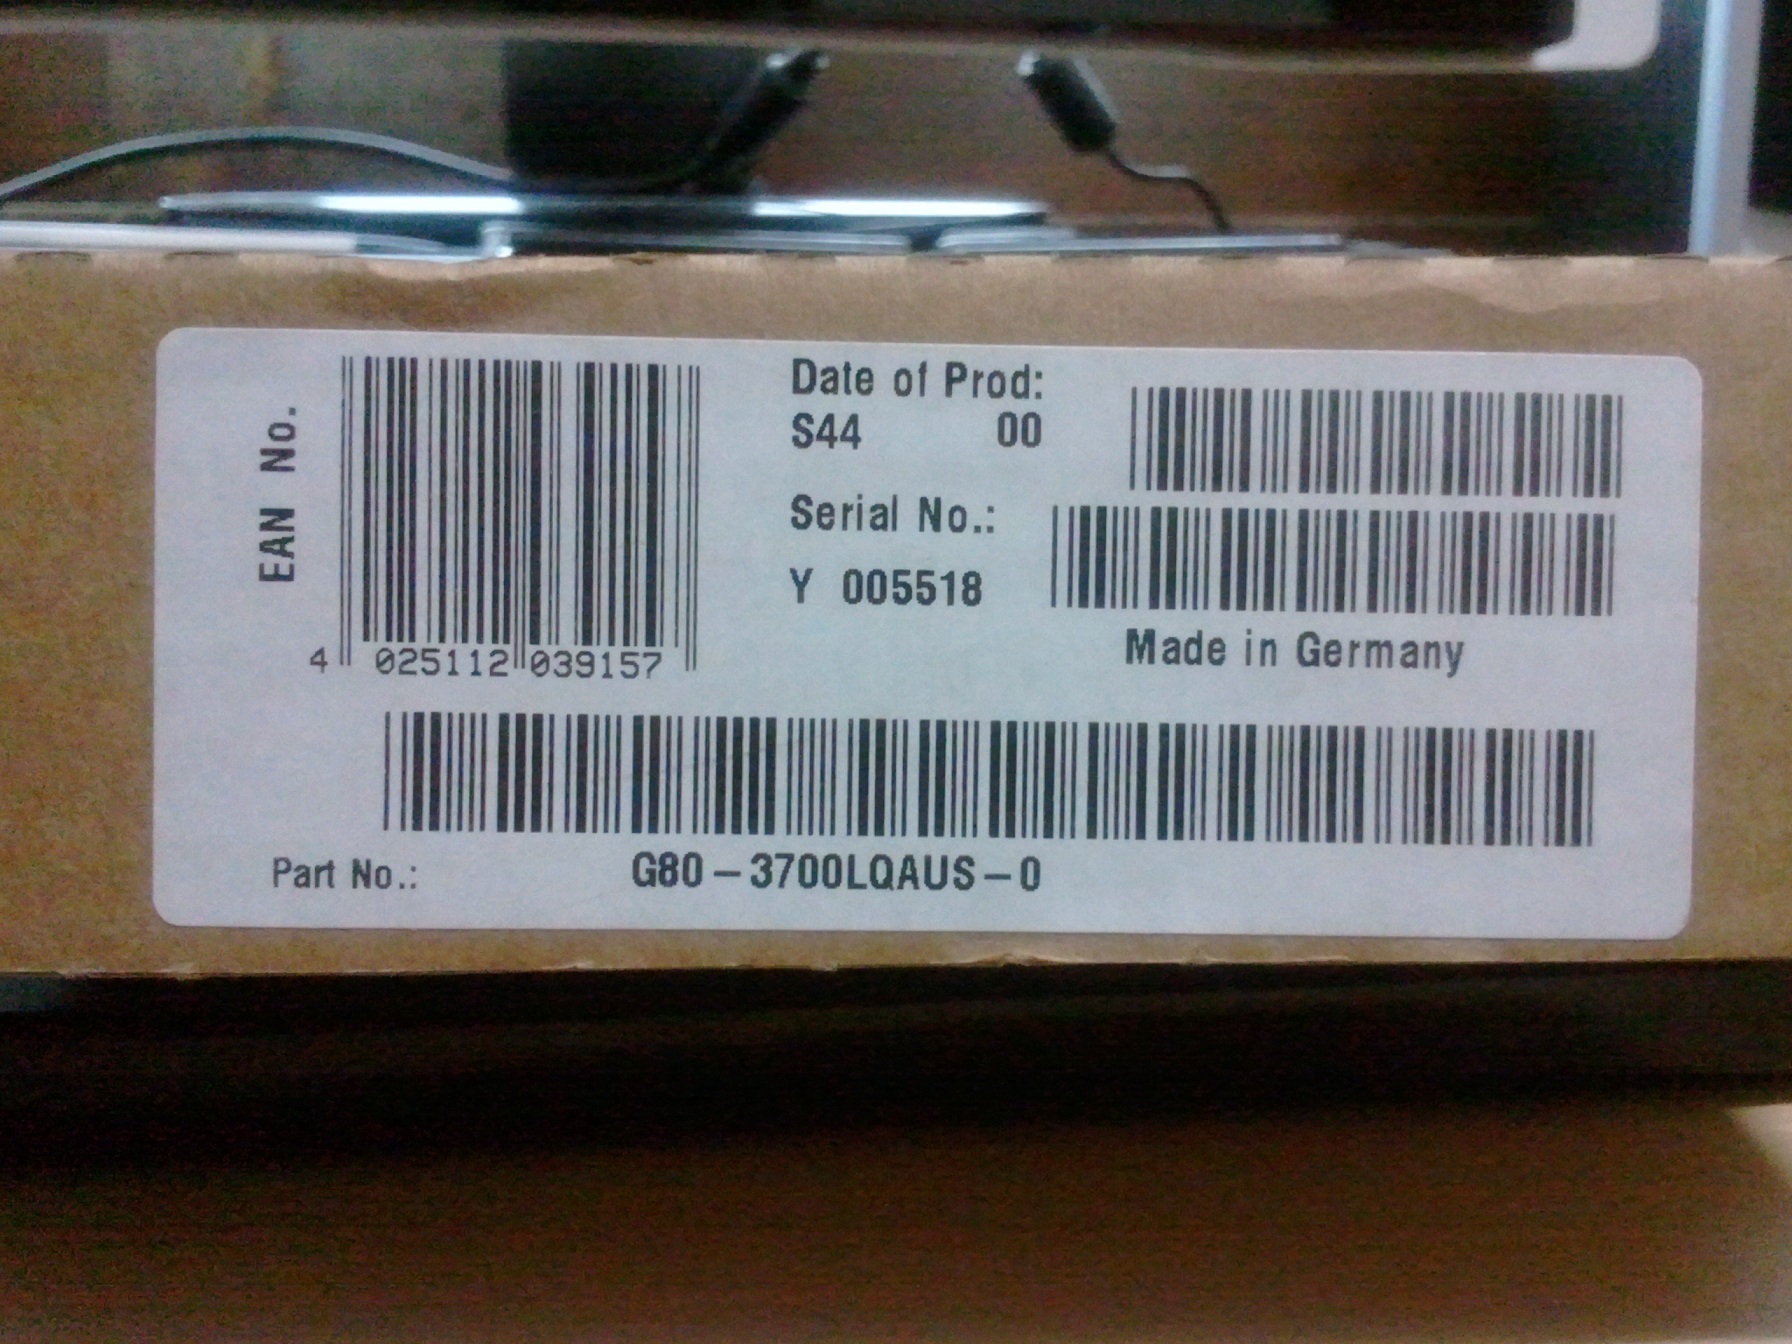 EAN No.
4 025112 039157
Date of Prod:
S44 00
Serial No.:
Y 005518
Made in Germany
Part No.: G80-3700LQAUS-0